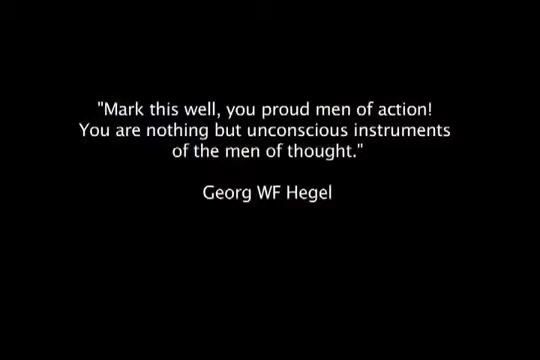 "Mark this well, you proud men of action!
You are nothing but unconscious instruments
of the men of thought."
Georg WF Hegel